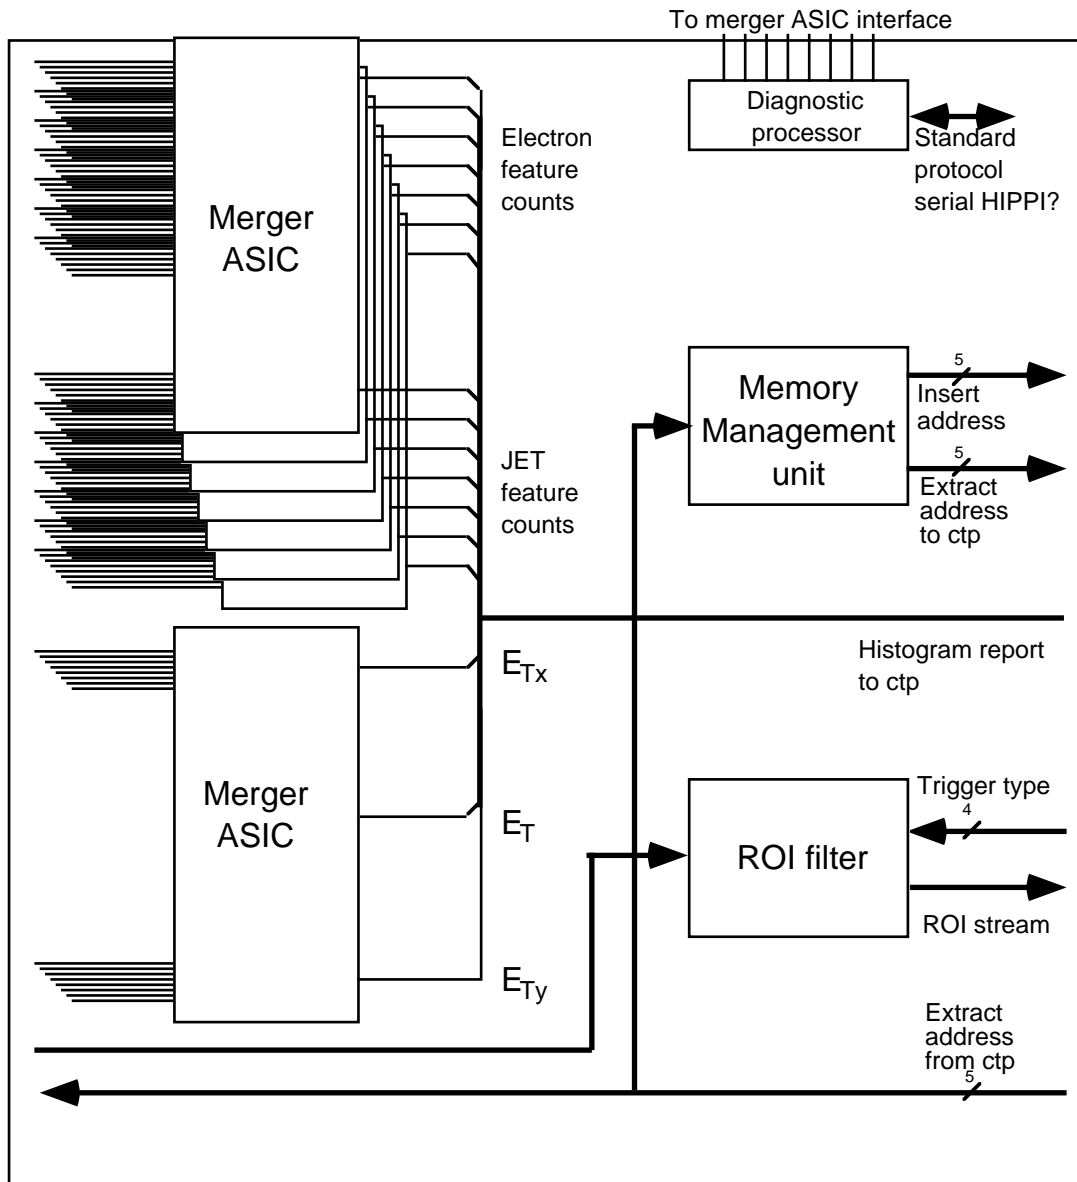 To merger ASIC interface
Diagnostic
processor
Standard
protocol
serial HIPPI?
Electron
feature
counts
Merger
ASIC
5
Insert
address
Memory
Management
unit
5
Extract
address
to ctp
JET
feature
counts
Histogram report
to ctp
E_Tx
Merger
ASIC
E_T
E_Ty
Trigger type
4
ROI filter
ROI stream
Extract
address
from ctp
5